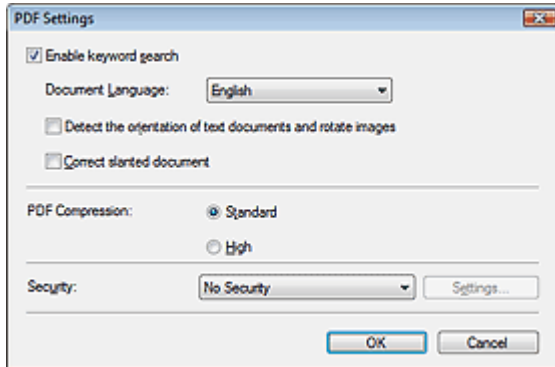 PDF Settings
Enable keyword search
Document Language: English
Detect the orientation of text documents and rotate images
Correct slanted document
PDF Compression: Standard
High
Security: No Security Settings...
OK Cancel